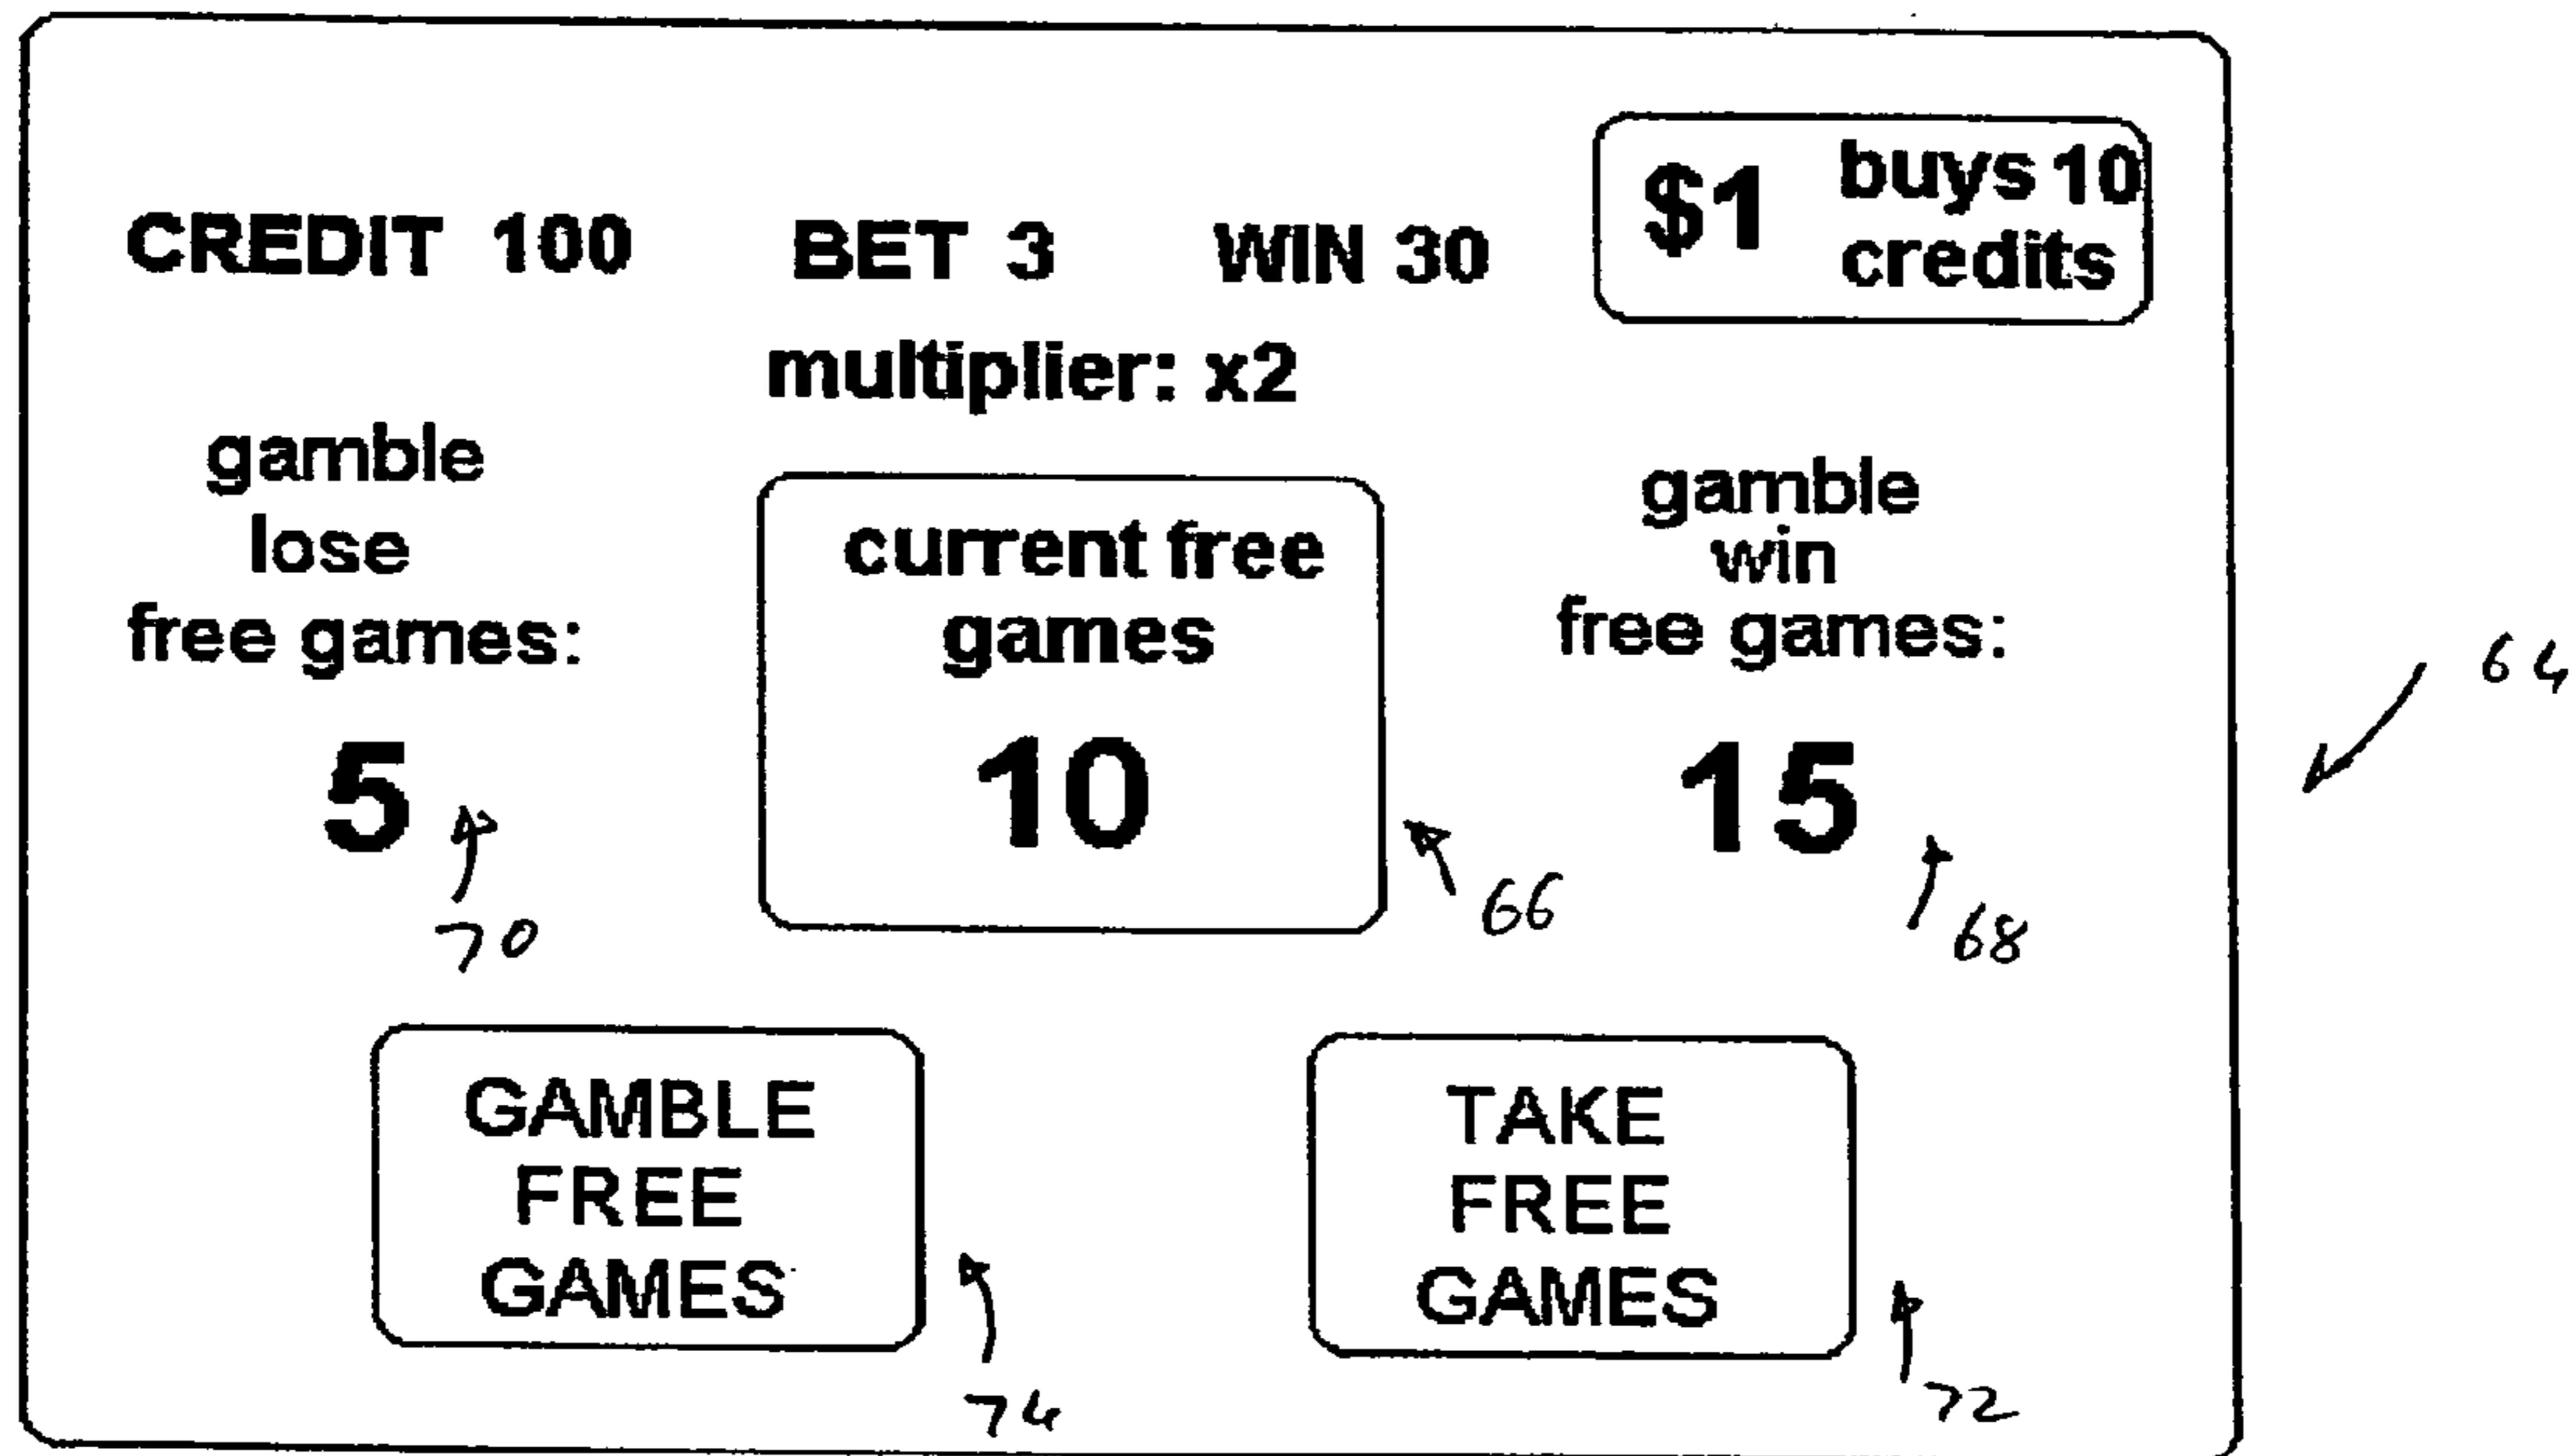 $1 buys 10
credits
CREDIT 100 BET 3 WIN 30
multiplier: x2
gamble
lose
free games:
5
70
current free
games
10
66
gamble
win
free games:
15
68
64
GAMBLE
FREE
GAMES
74
TAKE
FREE
GAMES
72